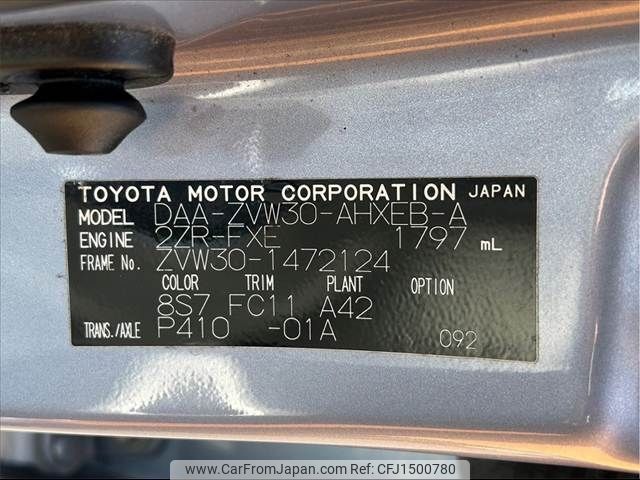 TOYOTA MOTOR CORPORATION JAPAN
MODEL DAA-ZVW30-AHXEB-A
ENGINE 2ZR-FXE 1797 mL
FRAME No. ZVW30-1472124
COLOR TRIM PLANT OPTION
8S7 FC11 A42
TRANS./AXLE P410 -01A 092
www.CarFromJapan.com Ref: CFJ1500780